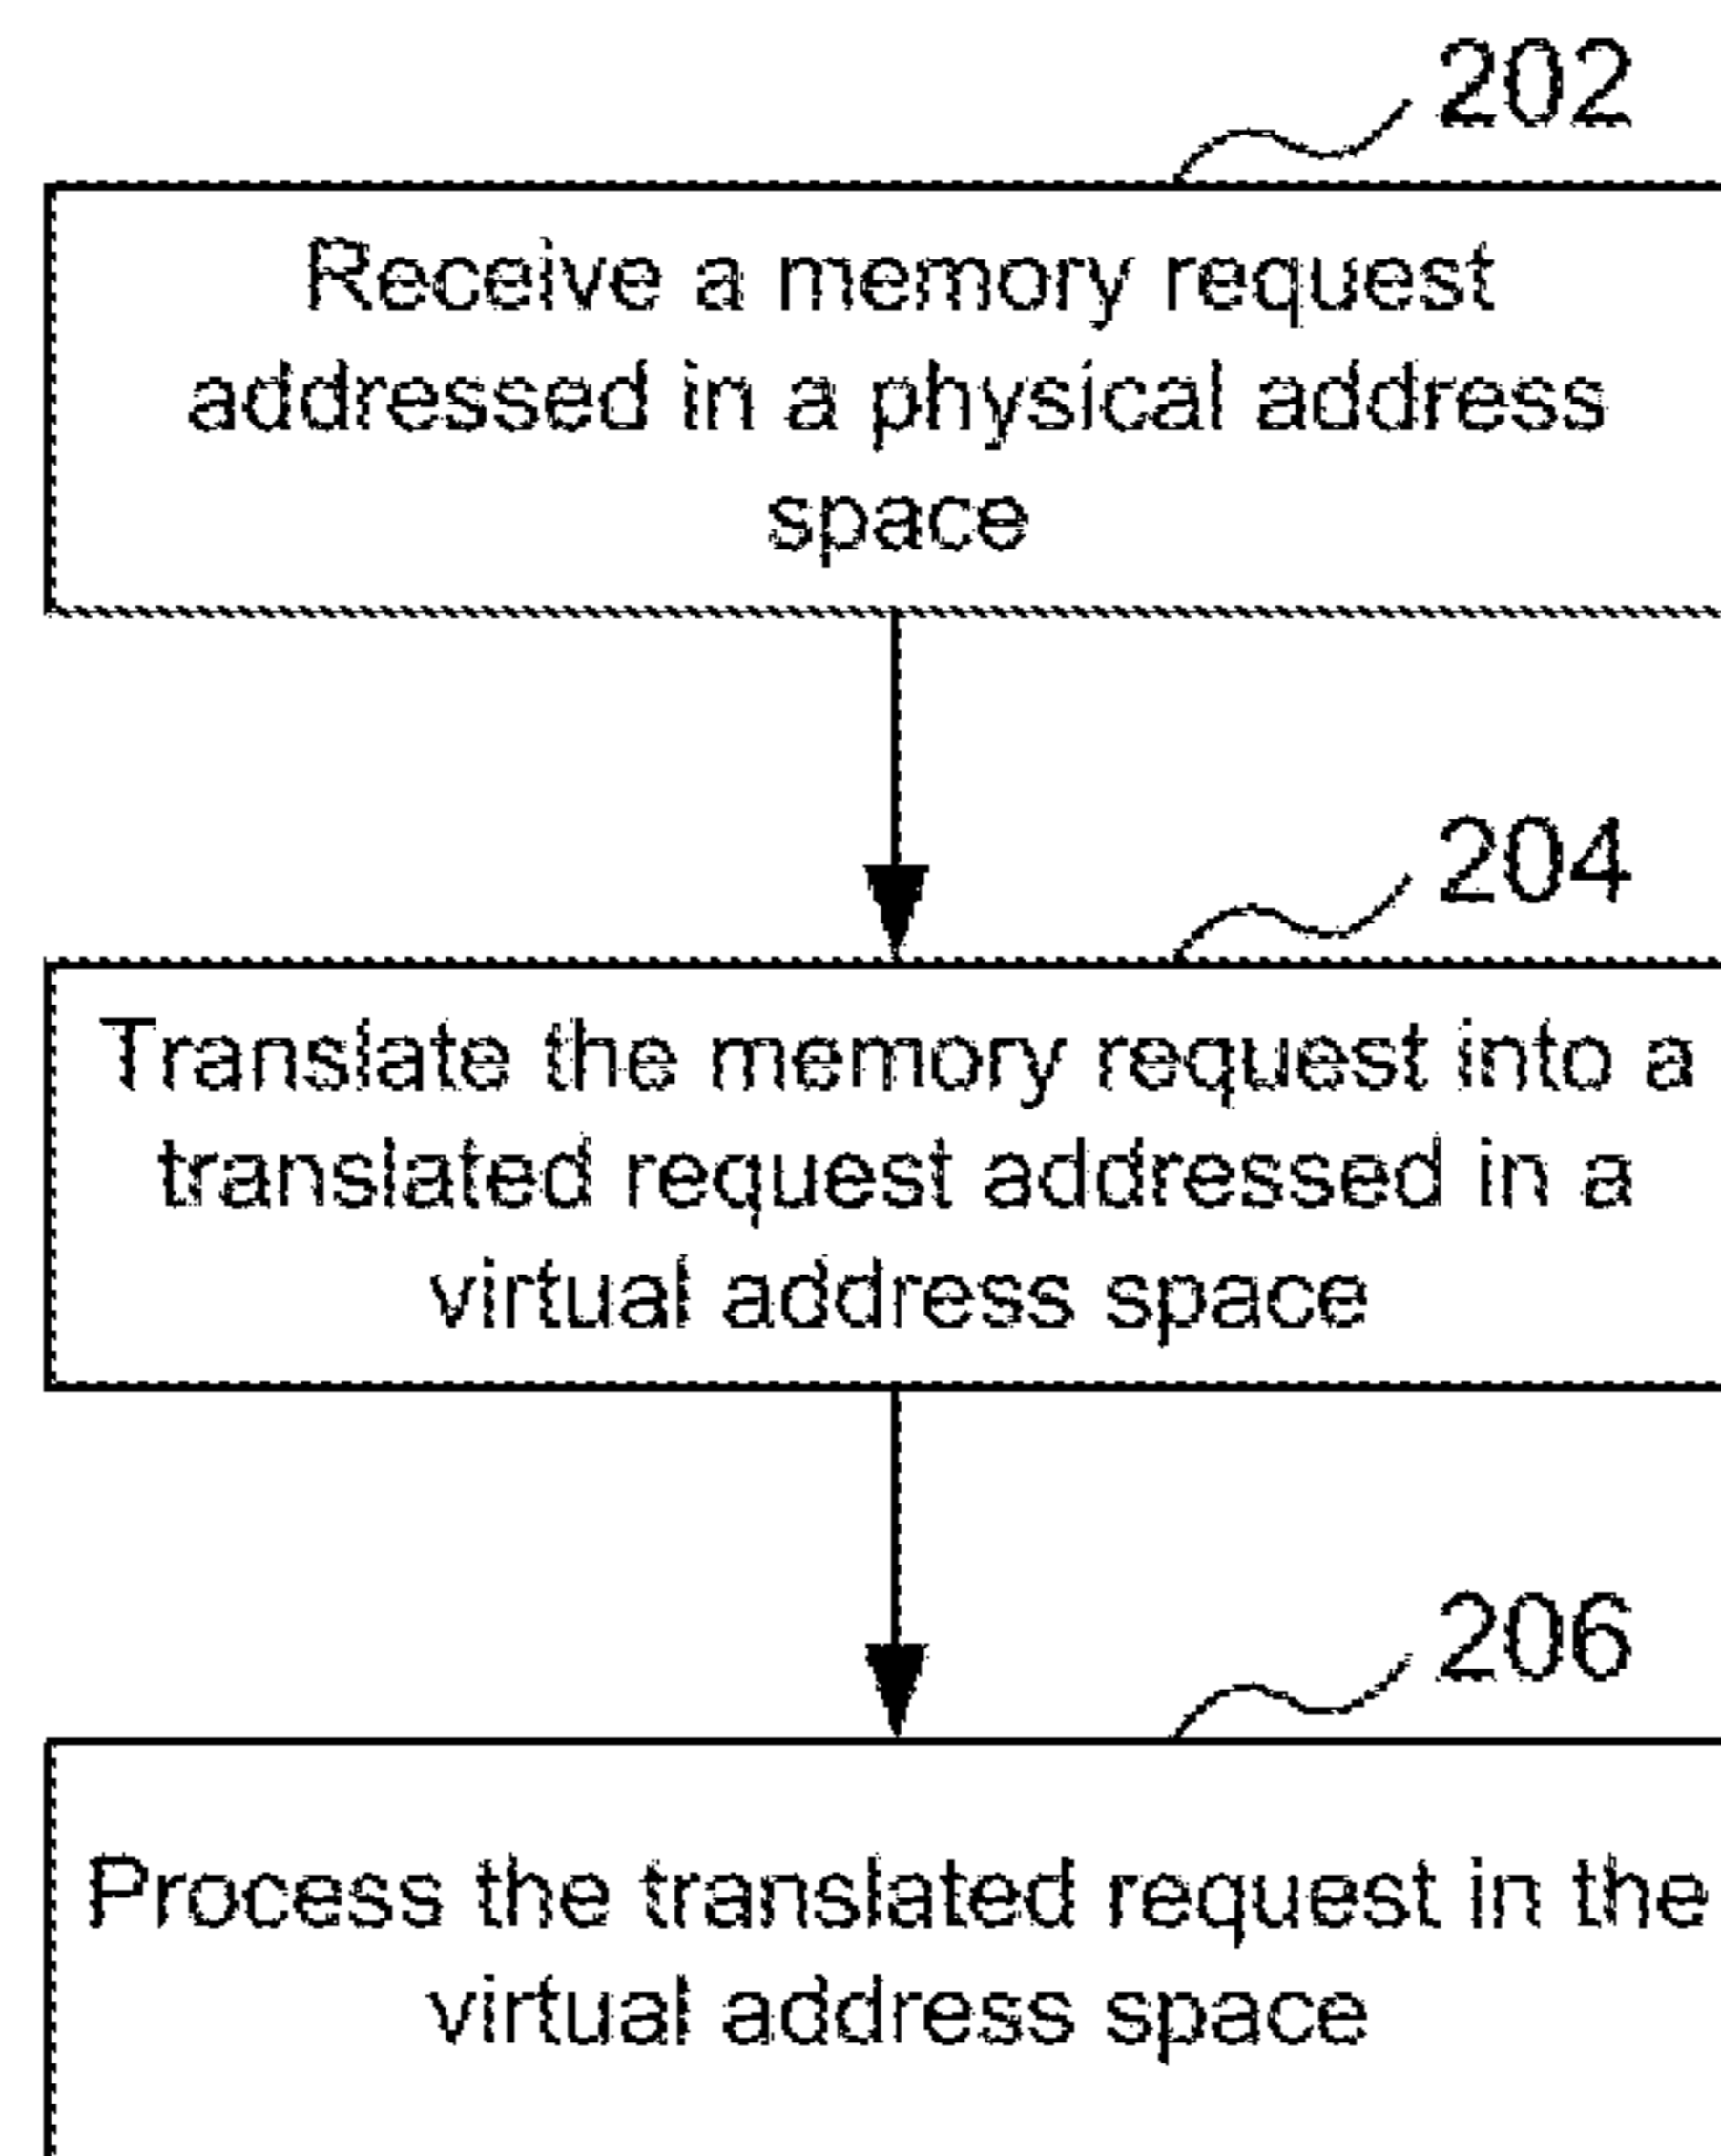 202
Receive a memory request
addressed in a physical address
space
204
Translate the memory request into a
translated request addressed in a
virtual address space
206
Process the translated request in the
virtual address space